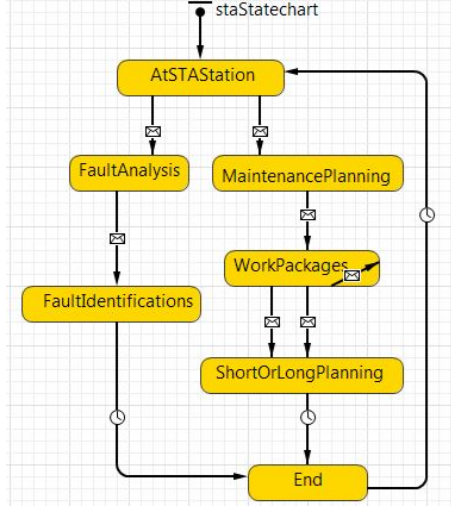 staStatechart
AtSTAStation
FaultAnalysis
MaintenancePlanning
WorkPackages
FaultIdentifications
ShortOrLongPlanning
End